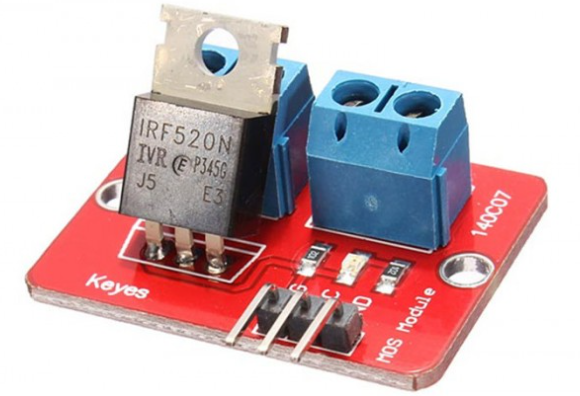 IRF520N
IVR P345G
J5 E3
140C07
Keyes
MOS Module